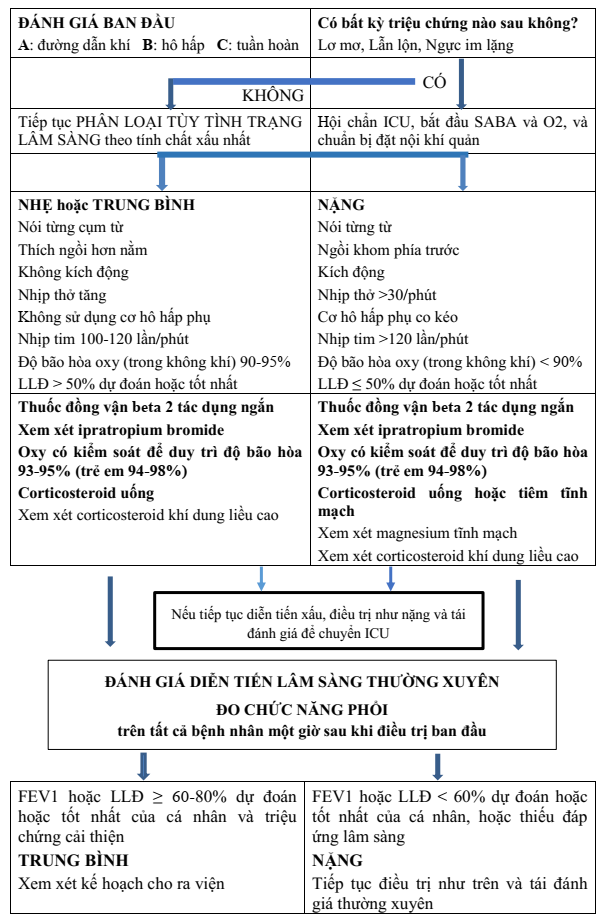 ĐÁNH GIÁ BAN ĐẦU
A: đường dẫn khí B: hô hấp C: tuần hoàn
Có bất kỳ triệu chứng nào sau không?
Lơ mơ, Lẫn lộn, Ngực im lặng
KHÔNG
CÓ
Tiếp tục PHÂN LOẠI TÙY TÌNH TRẠNG
LÂM SÀNG theo tính chất xấu nhất
Hội chẩn ICU, bắt đầu SABA và O2, và
chuẩn bị đặt nội khí quản
NHẸ hoặc TRUNG BÌNH
Nói từng cụm từ
Thích ngồi hơn nằm
Không kích động
Nhịp thở tăng
Không sử dụng cơ hô hấp phụ
Nhịp tim 100-120 lần/phút
Độ bão hòa oxy (trong không khí) 90-95%
LLĐ > 50% dự đoán hoặc tốt nhất
NẶNG
Nói từng từ
Ngồi khom phía trước
Kích động
Nhịp thở >30/phút
Cơ hô hấp phụ co kéo
Nhịp tim >120 lần/phút
Độ bão hòa oxy (trong không khí) < 90%
LLĐ ≤ 50% dự đoán hoặc tốt nhất
Thuốc đồng vận beta 2 tác dụng ngắn
Xem xét ipratropium bromide
Oxy có kiểm soát để duy trì độ bão hòa
93-95% (trẻ em 94-98%)
Corticosteroid uống
Xem xét corticosteroid khí dung liều cao
Thuốc đồng vận beta 2 tác dụng ngắn
Xem xét ipratropium bromide
Oxy có kiểm soát để duy trì độ bão hòa
93-95% (trẻ em 94-98%)
Corticosteroid uống hoặc tiêm tĩnh
mạch
Xem xét magnesium tĩnh mạch
Xem xét corticosteroid khí dung liều cao
Nếu tiếp tục diễn tiến xấu, điều trị như nặng và tái
đánh giá để chuyển ICU
ĐÁNH GIÁ DIỄN TIẾN LÂM SÀNG THƯỜNG XUYÊN
ĐO CHỨC NĂNG PHỔI
trên tất cả bệnh nhân một giờ sau khi điều trị ban đầu
FEV1 hoặc LLĐ ≥ 60-80% dự đoán
hoặc tốt nhất của cá nhân và triệu
chứng cải thiện
TRUNG BÌNH
Xem xét kế hoạch cho ra viện
FEV1 hoặc LLĐ < 60% dự đoán hoặc
tốt nhất của cá nhân, hoặc thiếu đáp
ứng lâm sàng
NẶNG
Tiếp tục điều trị như trên và tái đánh
giá thường xuyên